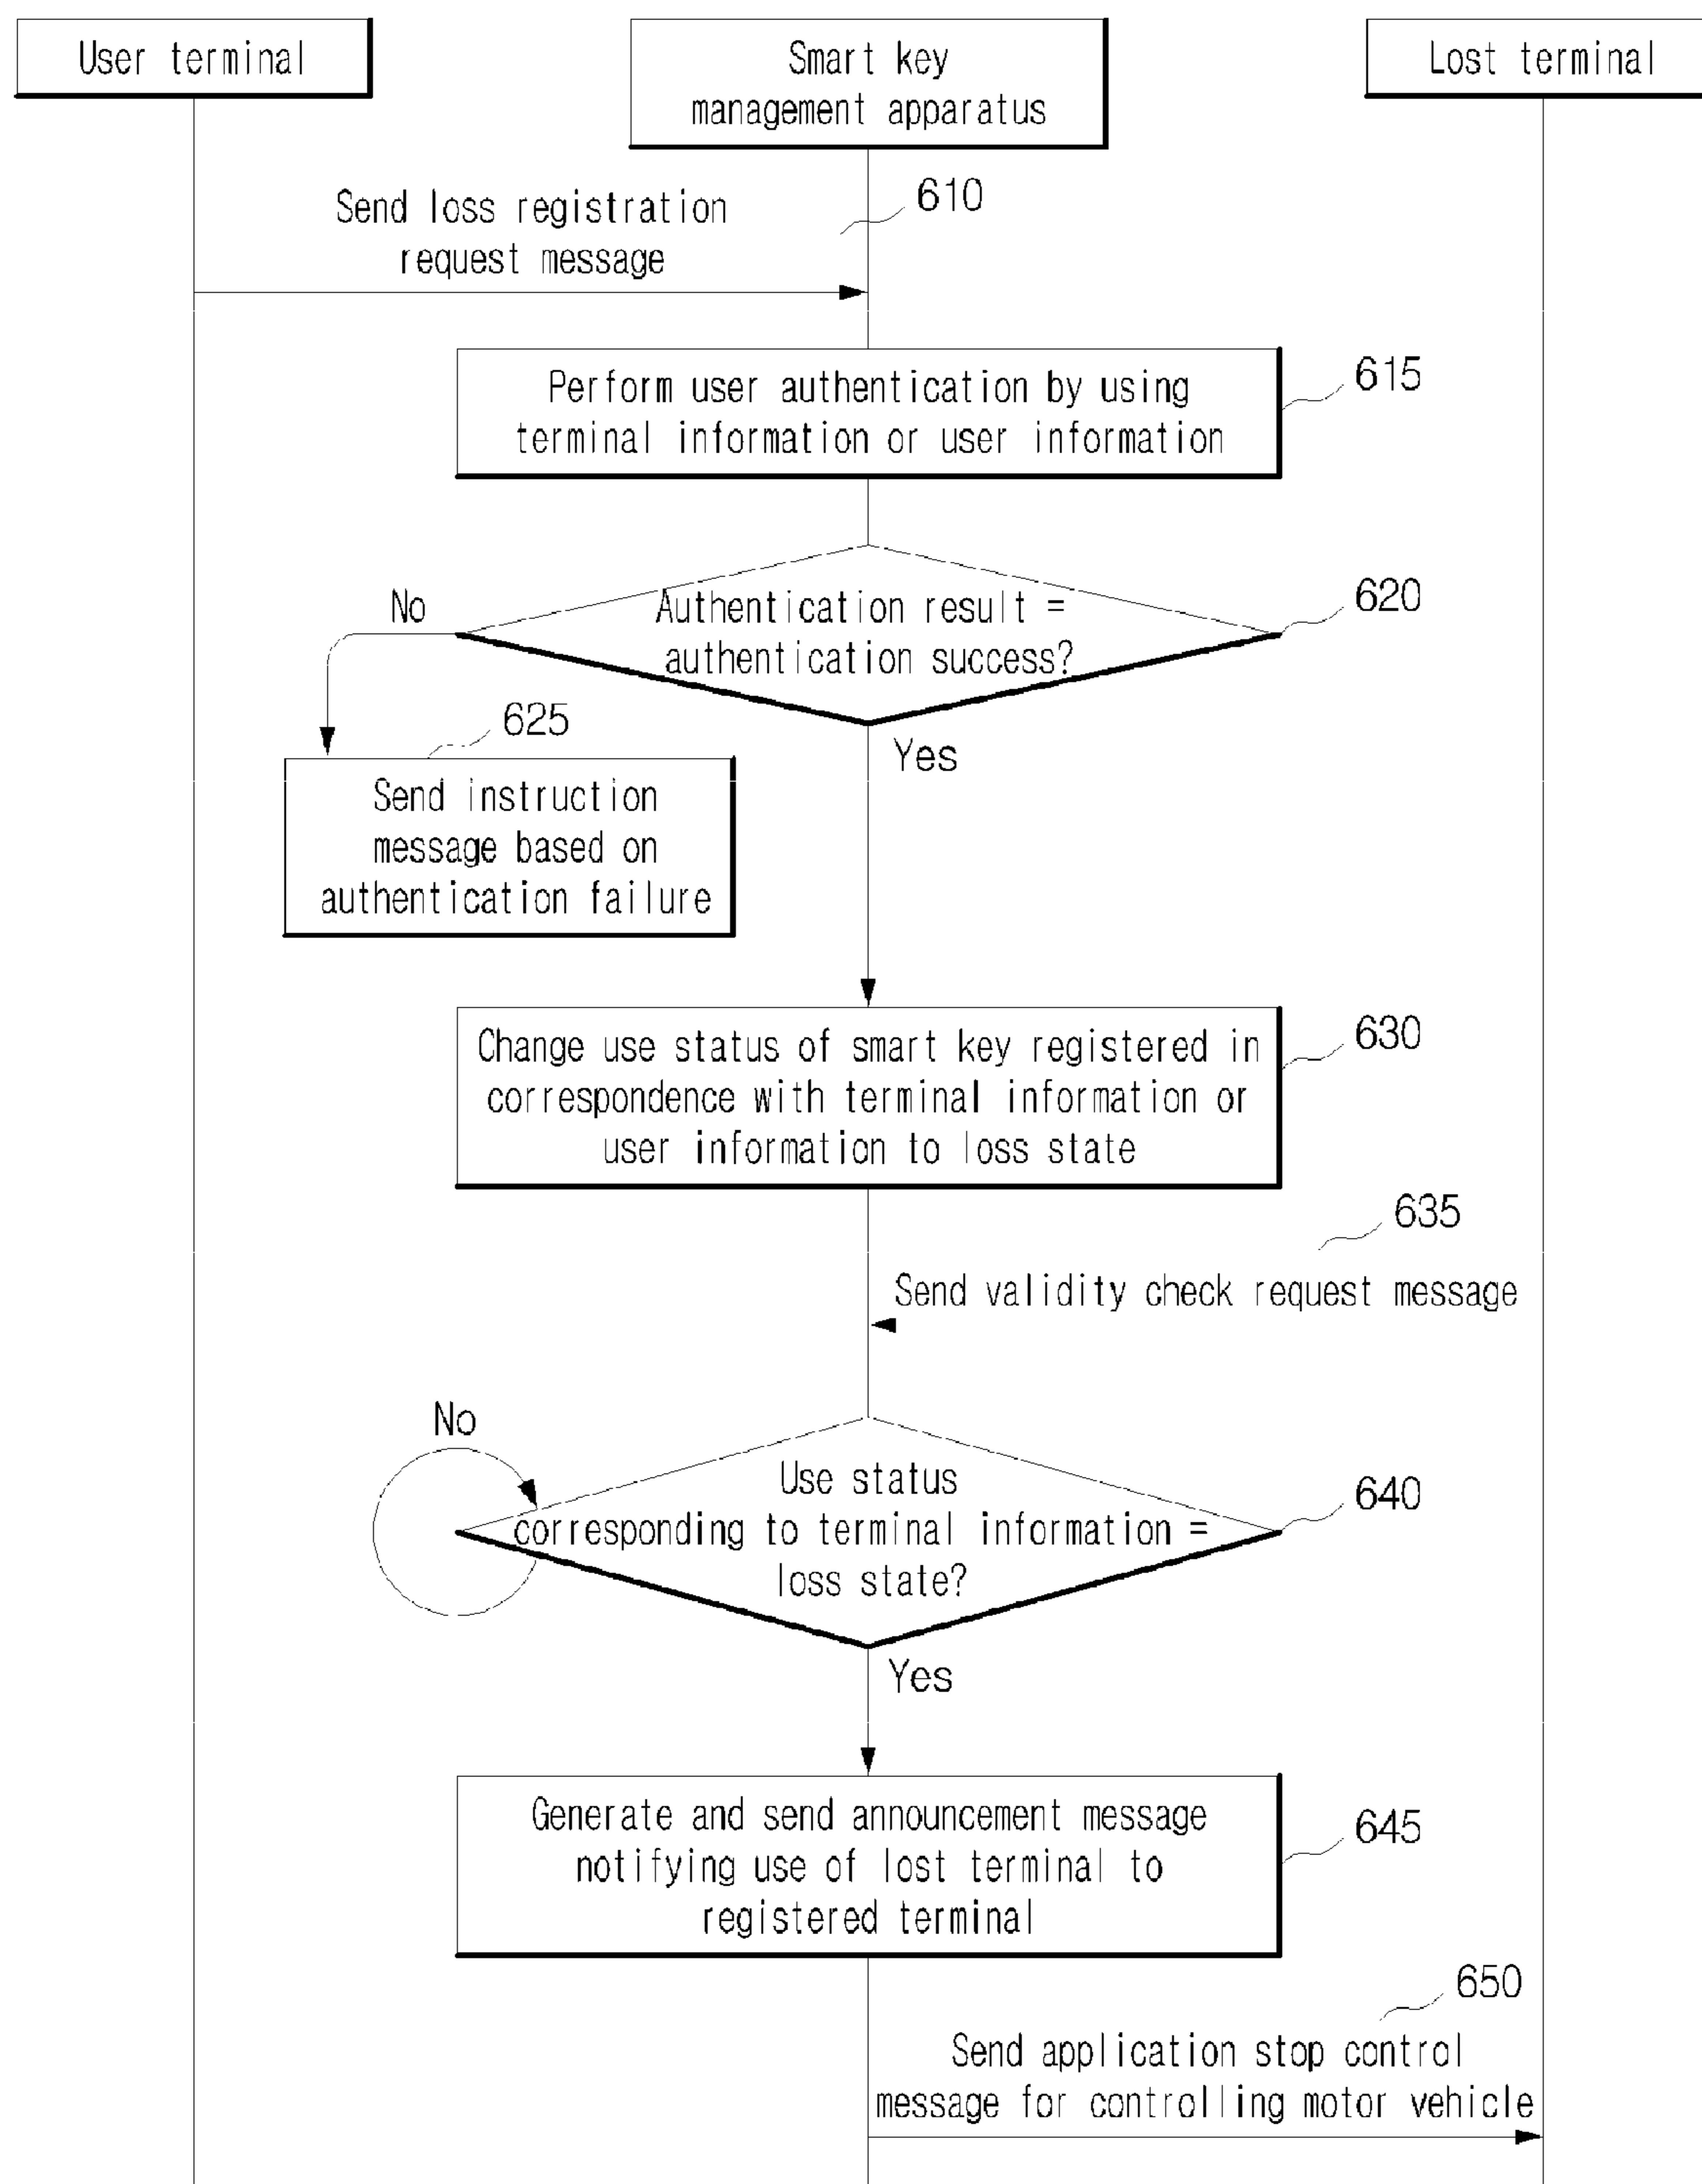 User terminal
Smart key
management apparatus
Lost terminal
610
Send loss registration
request message
615
Perform user authentication by using
terminal information or user information
620
No
Authentication result =
authentication success?
625
Yes
Send instruction
message based on
authentication failure
630
Change use status of smart key registered in
correspondence with terminal information or
user information to loss state
635
Send validity check request message
No
640
Use status
corresponding to terminal information =
loss state?
Yes
645
Generate and send announcement message
notifying use of lost terminal to
registered terminal
650
Send application stop control
message for controlling motor vehicle